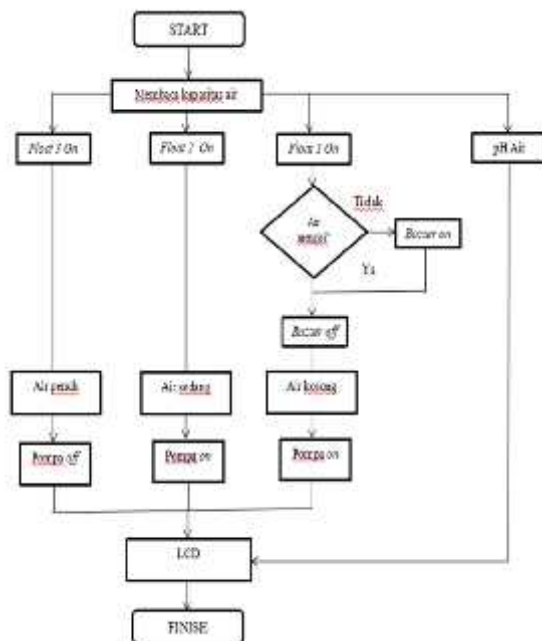 START
Membaca kapasitas air
Float 3 On
Float 2 On
Float 1 On
pH Air
Air
Tidak
Buzzer on
Ya
Buzzer off
Air penuh
Air sedang
Air kosong
Pompa off
Pompa on
Pompa on
LCD
FINISE